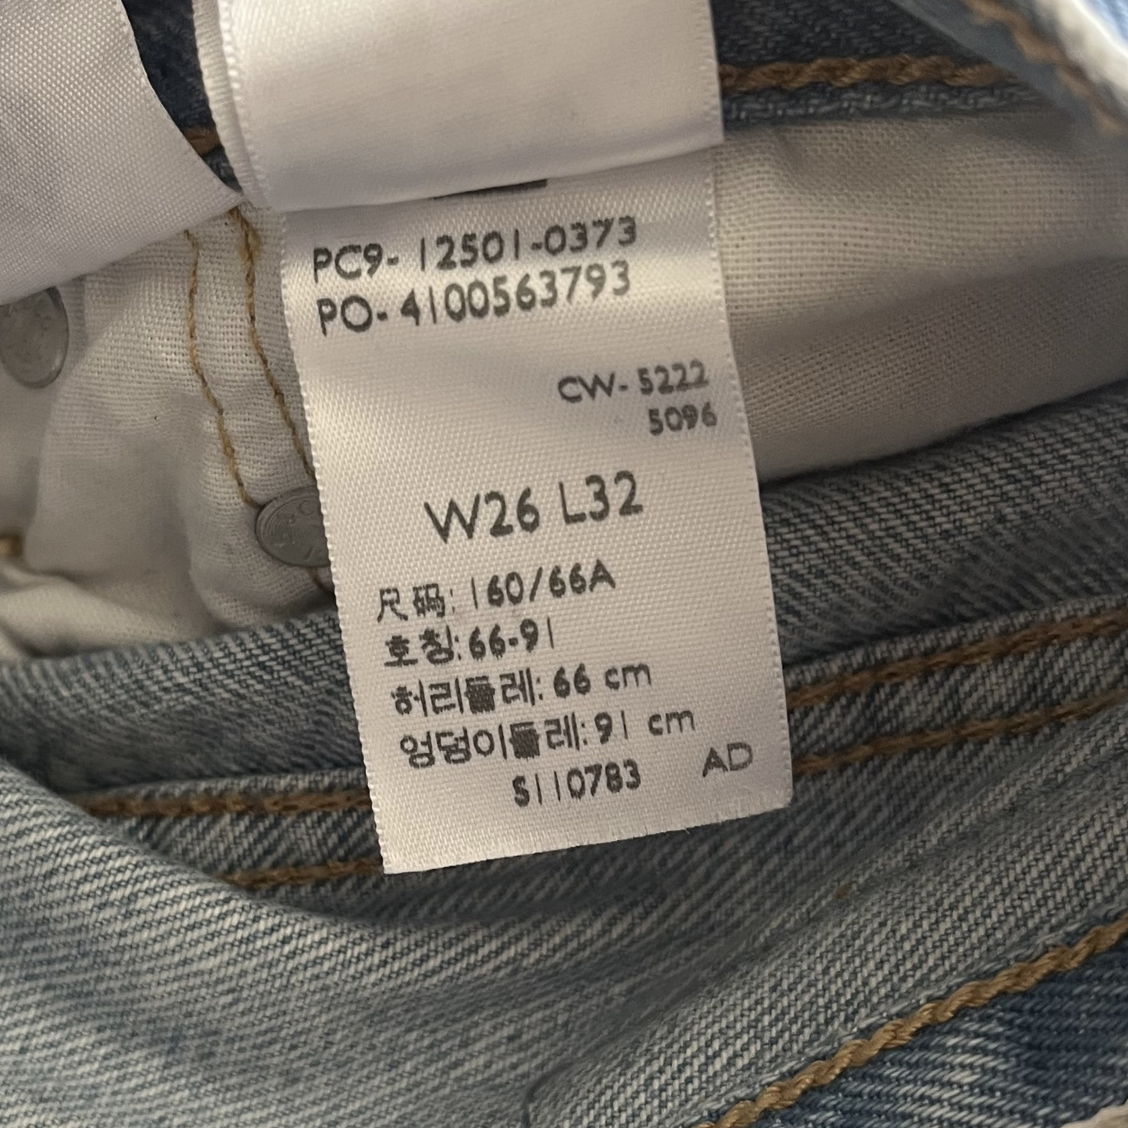 PC9- 12501-0373
PO- 4100563793
CW- 5222
5096
W26 L32
尺码: 160/66A
호칭: 66-91
허리둘레: 66 cm
엉덩이둘레: 91 cm
S110783 AD